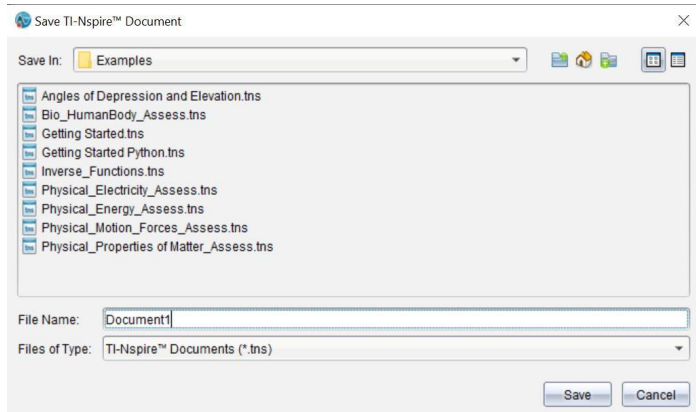 Save TI-Nspire™ Document
Save In: Examples
Angles of Depression and Elevation.tns
Bio_HumanBody_Assess.tns
Getting Started.tns
Getting Started Python.tns
Inverse_Functions.tns
Physical_Electricity_Assess.tns
Physical_Energy_Assess.tns
Physical_Motion_Forces_Assess.tns
Physical_Properties of Matter_Assess.tns
File Name: Document1
Files of Type: TI-Nspire™ Documents (*.tns)
Save Cancel